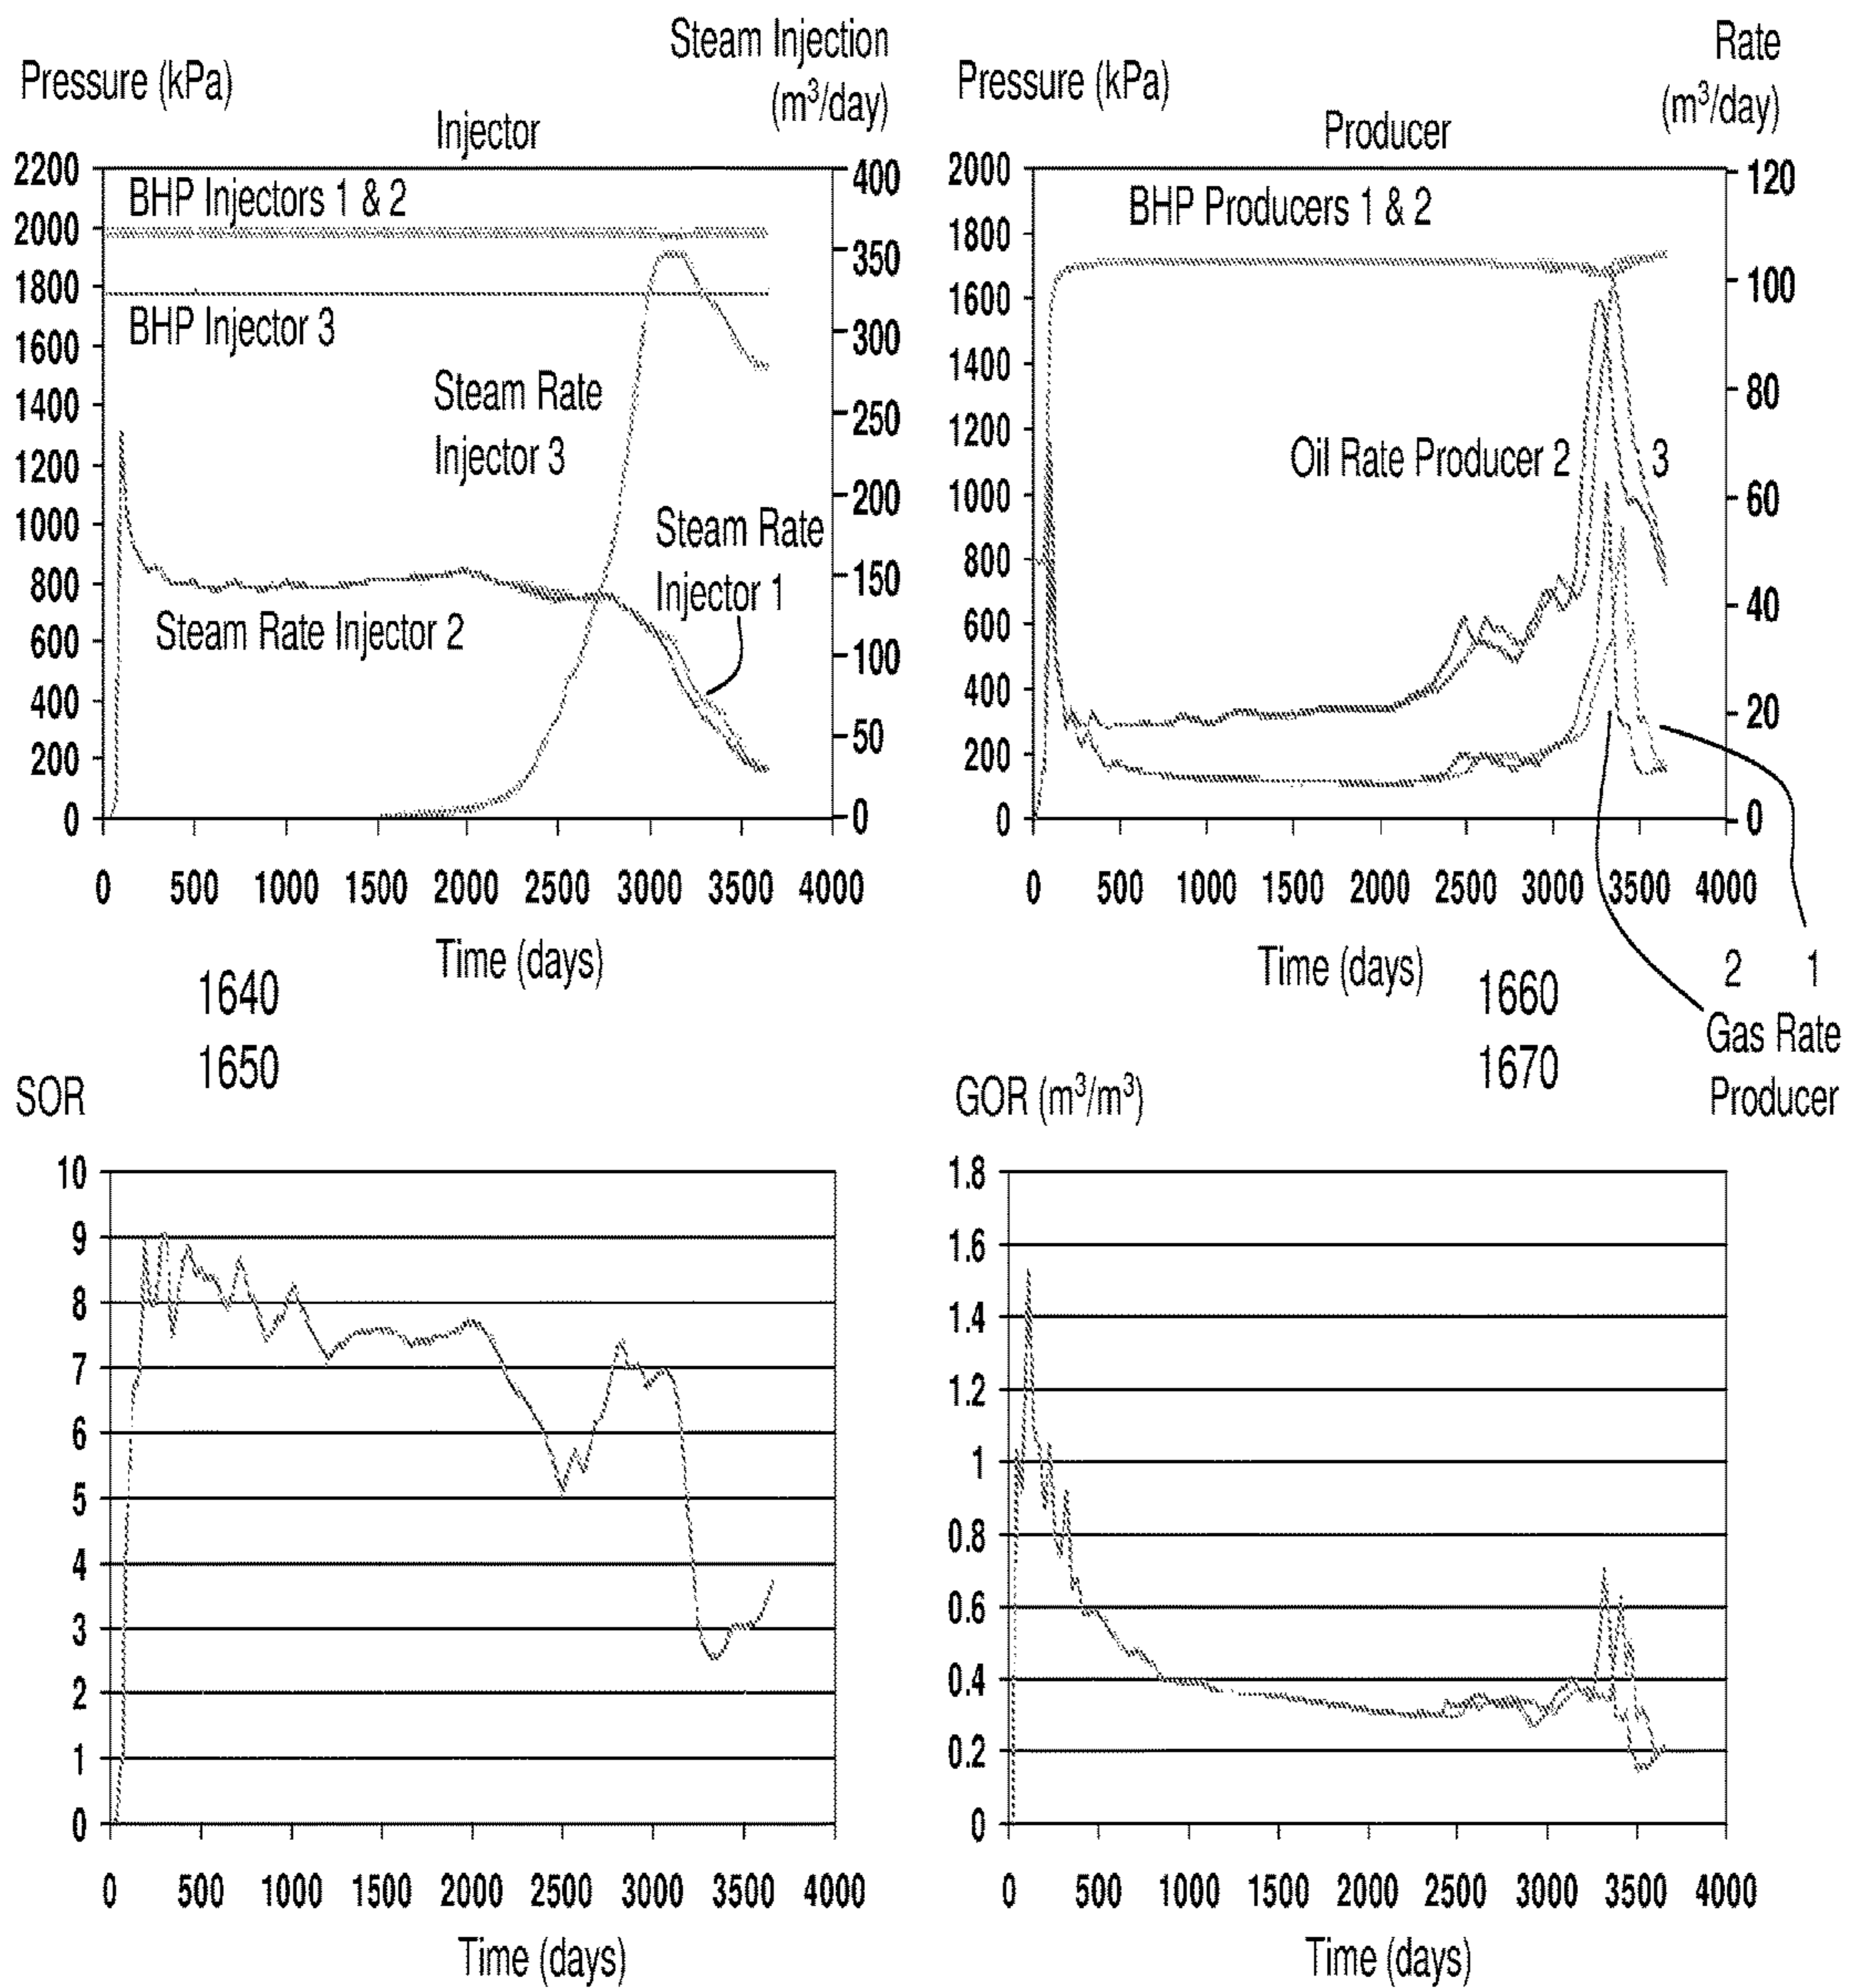 Pressure (kPa)
Steam Injection
(m³/day)
Injector
2200
2000
1800
1600
1400
1200
1000
800
600
400
200
0
400
350
300
250
200
150
100
50
0
BHP Injectors 1 & 2
BHP Injector 3
Steam Rate
Injector 3
Steam Rate
Injector 1
Steam Rate Injector 2
0 500 1000 1500 2000 2500 3000 3500 4000
Time (days)
1640
1650
Pressure (kPa)
Rate
(m³/day)
Producer
2000
1800
1600
1400
1200
1000
800
600
400
200
0
120
100
80
60
40
20
0
BHP Producers 1 & 2
Oil Rate Producer 2 3
0 500 1000 1500 2000 2500 3000 3500 4000
Time (days)
1660
1670
2 1
Gas Rate
Producer
SOR
10
9
8
7
6
5
4
3
2
1
0
0 500 1000 1500 2000 2500 3000 3500 4000
Time (days)
GOR (m³/m³)
1.8
1.6
1.4
1.2
1
0.8
0.6
0.4
0.2
0
0 500 1000 1500 2000 2500 3000 3500 4000
Time (days)